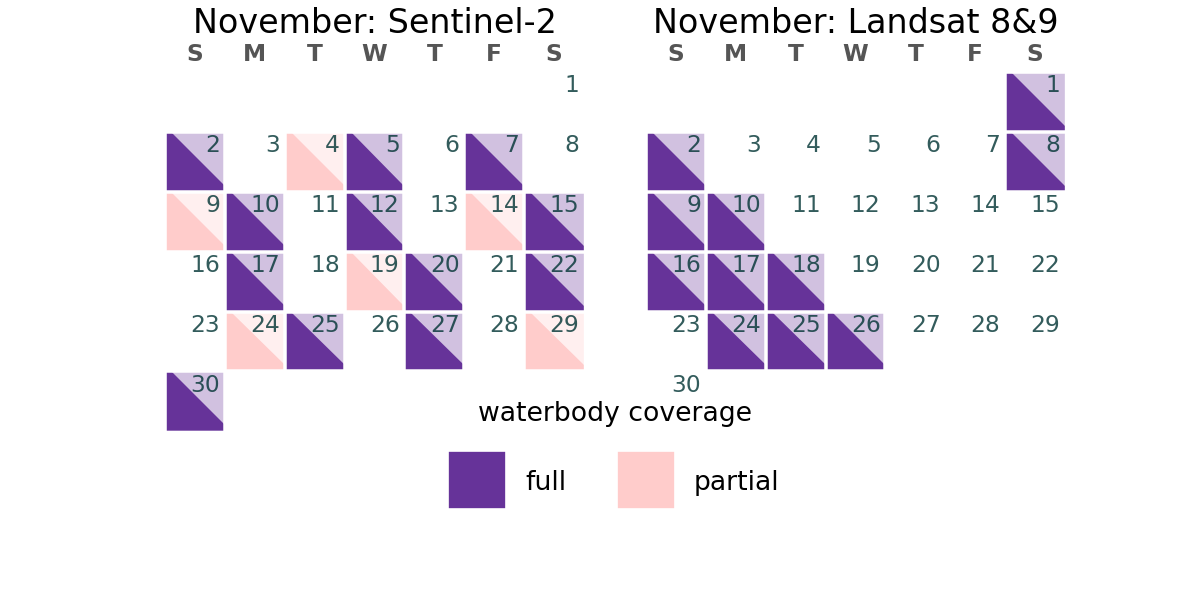 November: Sentinel-2
S M T W T F S
1
2 3 4 5 6 7 8
9 10 11 12 13 14 15
16 17 18 19 20 21 22
23 24 25 26 27 28 29
30
November: Landsat 8&9
S M T W T F S
1
2 3 4 5 6 7 8
9 10 11 12 13 14 15
16 17 18 19 20 21 22
23 24 25 26 27 28 29
30
waterbody coverage
full partial